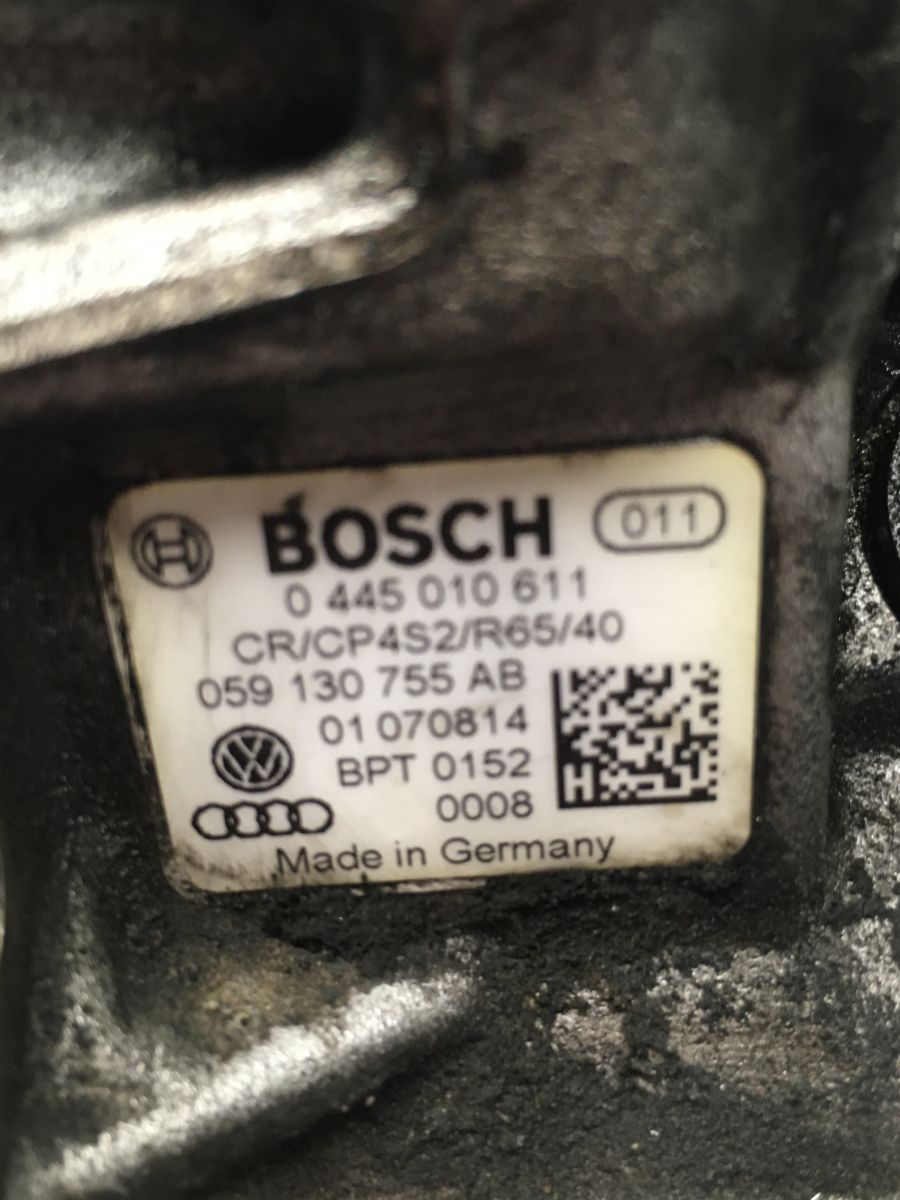 BOSCH 011
0 445 010 611
CR/CP4S2/R65/40
059 130 755 AB
01 070814
BPT 0152
0008
Made in Germany